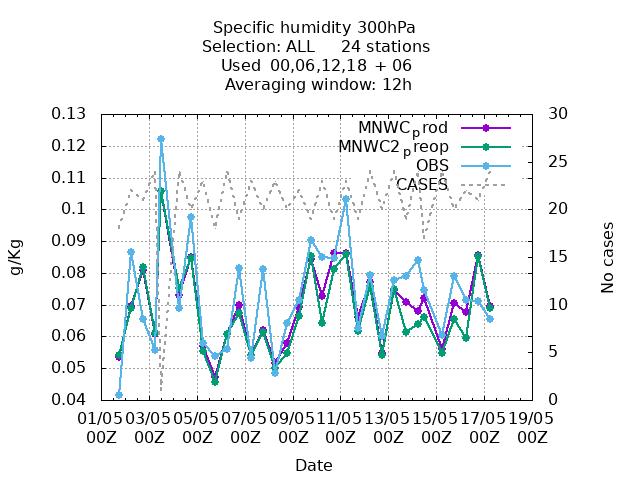 Specific humidity 300hPa
Selection: ALL 24 stations
Used 00,06,12,18 + 06
Averaging window: 12h
0.13
0.12
0.11
0.1
0.09
0.08
0.07
0.06
0.05
0.04
g/Kg
30
25
20
15
10
5
0
No cases
MNWCprod
MNWC2preop
OBS
CASES
01/05 03/05 05/05 07/05 09/05 11/05 13/05 15/05 17/05 19/05
00Z 00Z 00Z 00Z 00Z 00Z 00Z 00Z 00Z 00Z
Date